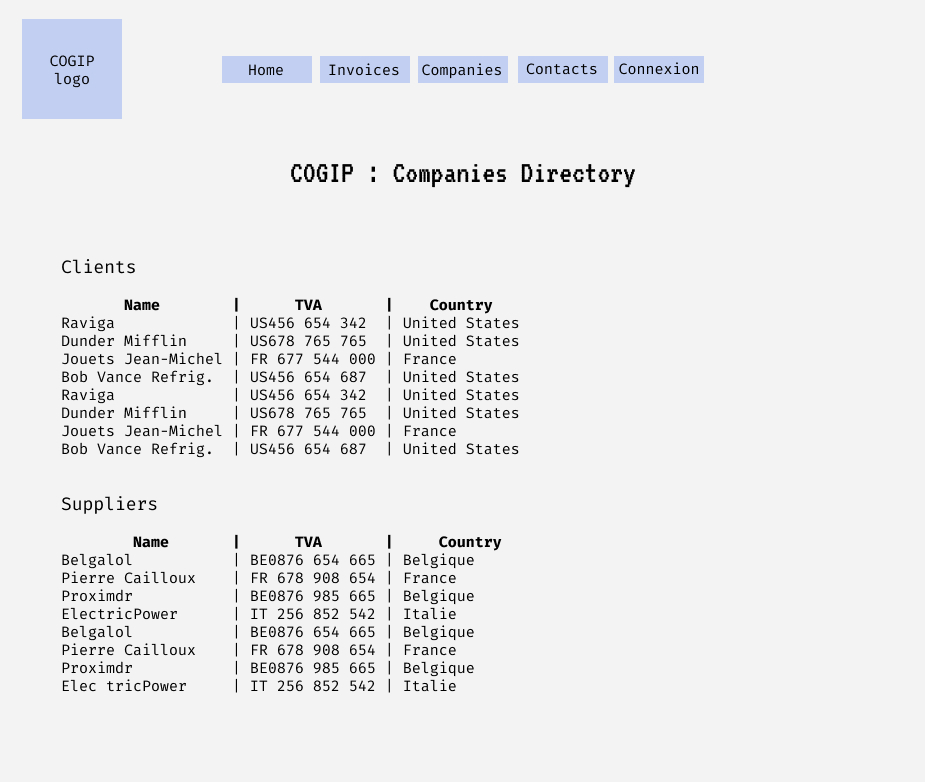 COGIP
logo
Home Invoices Companies Contacts Connexion
COGIP : Companies Directory
Clients
Name | TVA | Country
Raviga | US456 654 342 | United States
Dunder Mifflin | US678 765 765 | United States
Jouets Jean-Michel | FR 677 544 000 | France
Bob Vance Refrig. | US456 654 687 | United States
Raviga | US456 654 342 | United States
Dunder Mifflin | US678 765 765 | United States
Jouets Jean-Michel | FR 677 544 000 | France
Bob Vance Refrig. | US456 654 687 | United States
Suppliers
Name | TVA | Country
Belgalol | BE0876 654 665 | Belgique
Pierre Cailloux | FR 678 908 654 | France
Proximdr | BE0876 985 665 | Belgique
ElectricPower | IT 256 852 542 | Italie
Belgalol | BE0876 654 665 | Belgique
Pierre Cailloux | FR 678 908 654 | France
Proximdr | BE0876 985 665 | Belgique
Elec tricPower | IT 256 852 542 | Italie